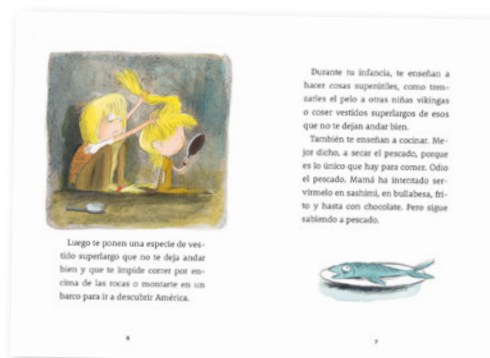 Luego te ponen una especie de ves-
tido superlargo que no te deja andar
bien y que te impide correr por en-
cima de las rocas o montarte en un
barco para ir a descubrir América.
6
Durante tu infancia, te enseñan a
hacer cosas superútiles, como tren-
zarles el pelo a otras niñas vikingas
o coser vestidos superlargos de esos
que no te dejan andar bien.
También te enseñan a cocinar. Me-
jor dicho, a secar el pescado, porque
es lo único que hay para comer. Odio
el pescado. Mamá ha intentado ser-
vírmelo en sashimi, en bullabesa, fri-
to y hasta con chocolate. Pero sigue
sabiendo a pescado.
7